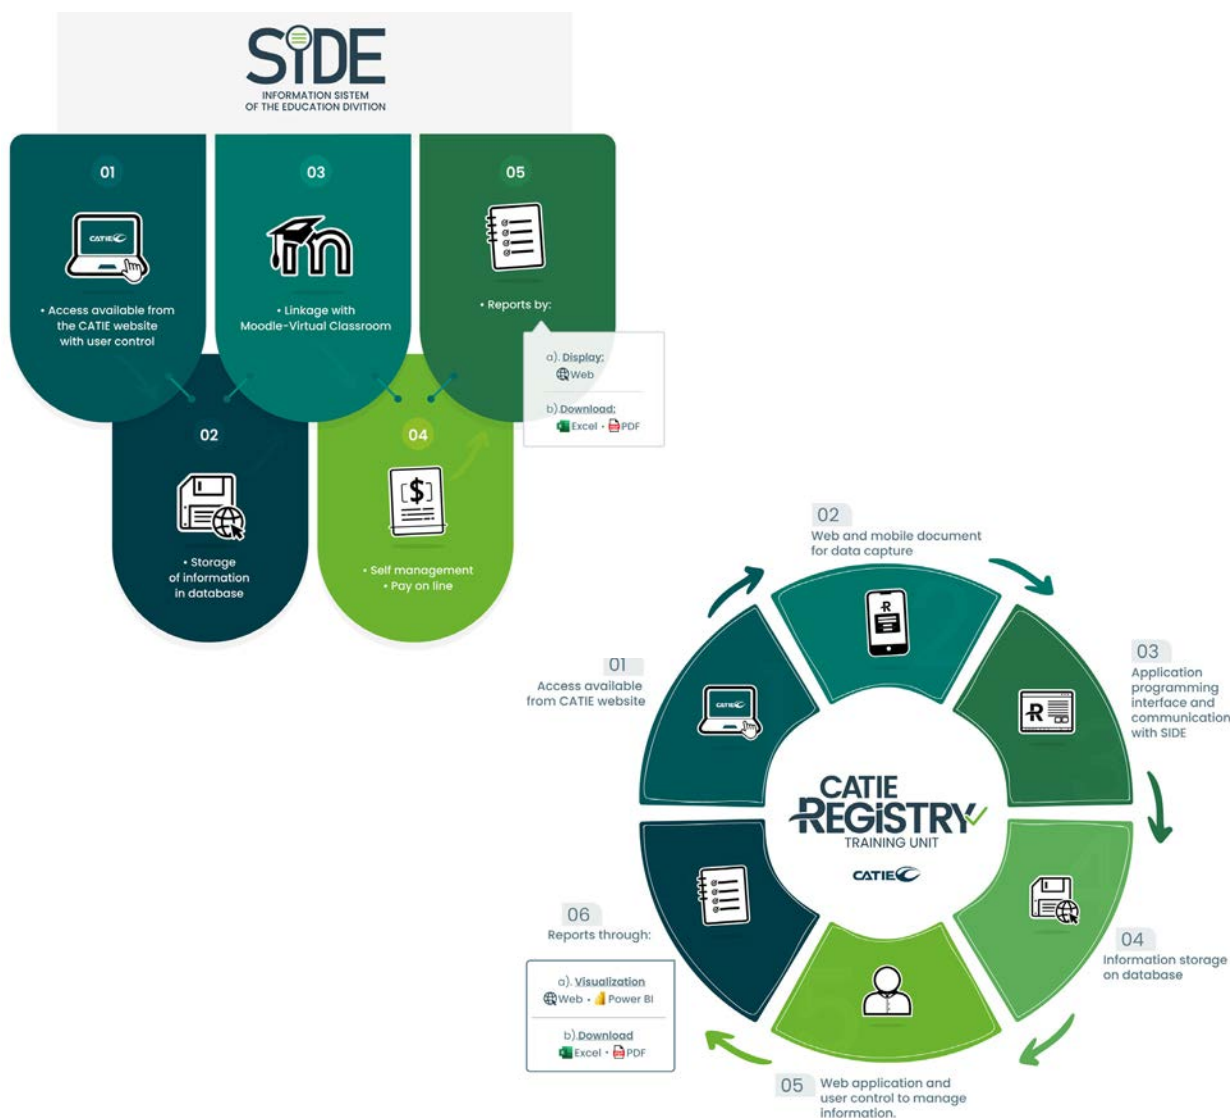 SiDE
INFORMATION SISTEM
OF THE EDUCATION DIVITION
01
CATIE
• Access available from
the CATIE website
with user control
03
m
• Linkage with
Moodle-Virtual Classroom
05
• Reports by:
a). Display:
Web
b). Download:
Excel • PDF
02
• Storage
of information
in database
04
[$]
• Self management
• Pay on line
01
Access available
from CATIE website
CATIE
02
Web and mobile document
for data capture
R
03
Application
programming
interface and
communication
with SIDE
R
04
Information storage
on database
05
Web application and
user control to manage
information.
06
Reports through:
a). Visualization
Web • Power BI
b). Download
Excel • PDF
CATIE
REGiSTRY
TRAINING UNIT
CATIE